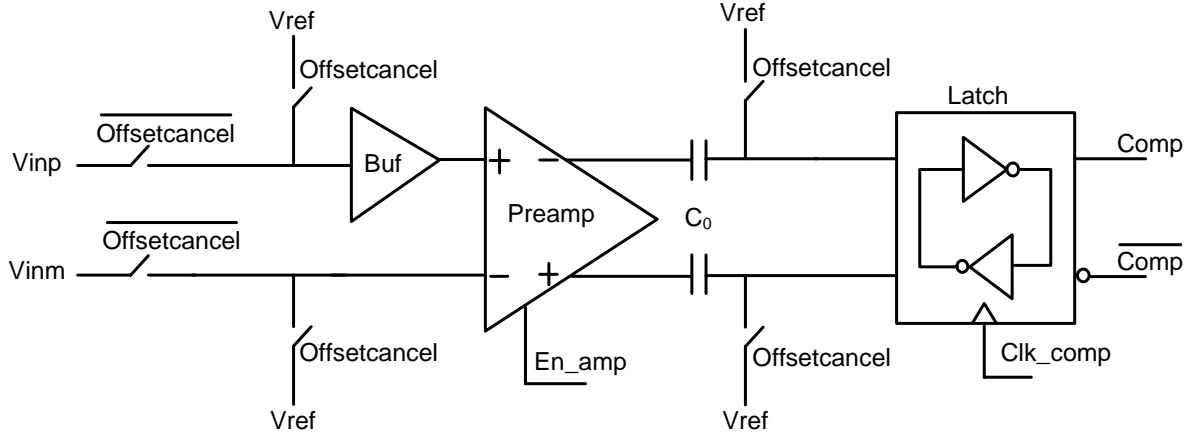 Vref
Vref
Offsetcancel
Offsetcancel
Latch
Offsetcancel
Comp
Vinp
Buf
+
−
Preamp
C0
Offsetcancel
Comp
Vinm
−
+
Offsetcancel
En_amp
Offsetcancel
Clk_comp
Vref
Vref